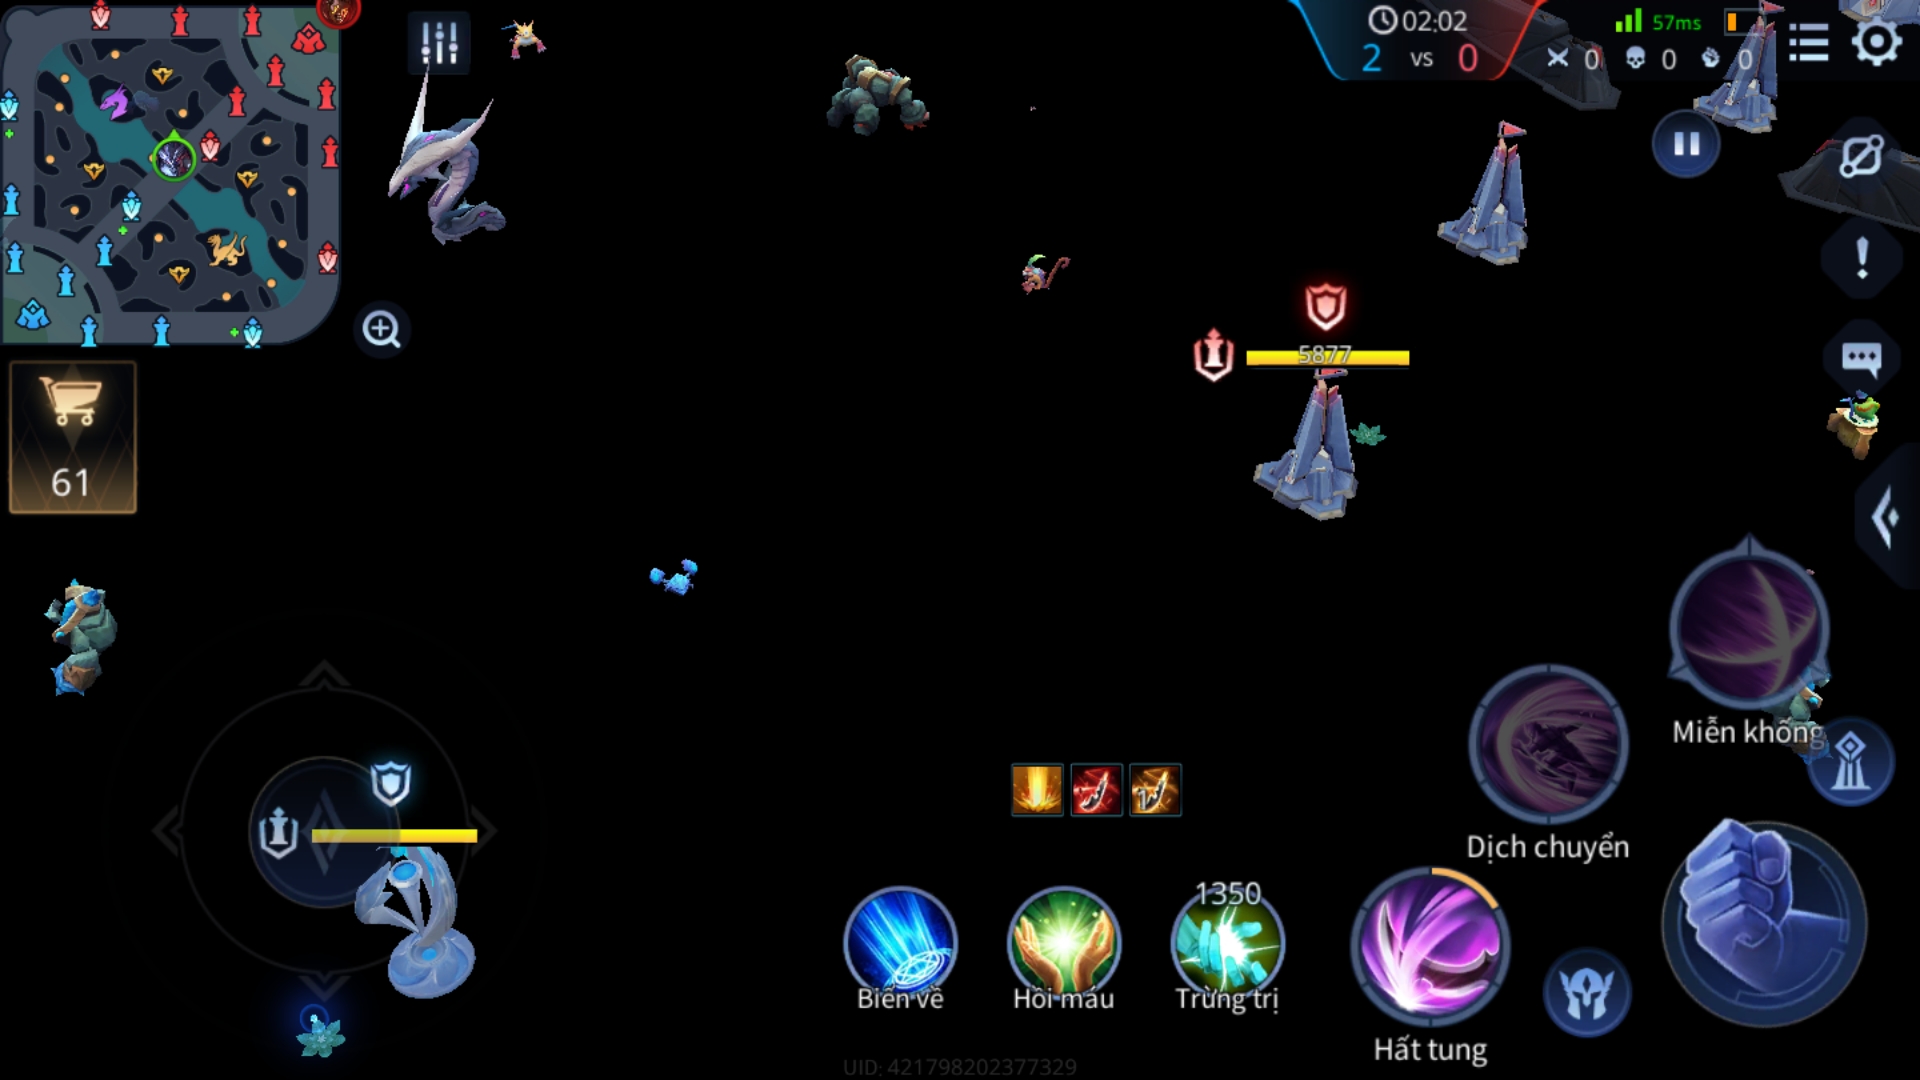 02:02
2 vs 0
57ms
0 0 0
5877
61
Miễn khống
Dịch chuyển
1
1350
Biến về
Hồi máu
Trừng trị
Hất tung
UID: 421798202377329